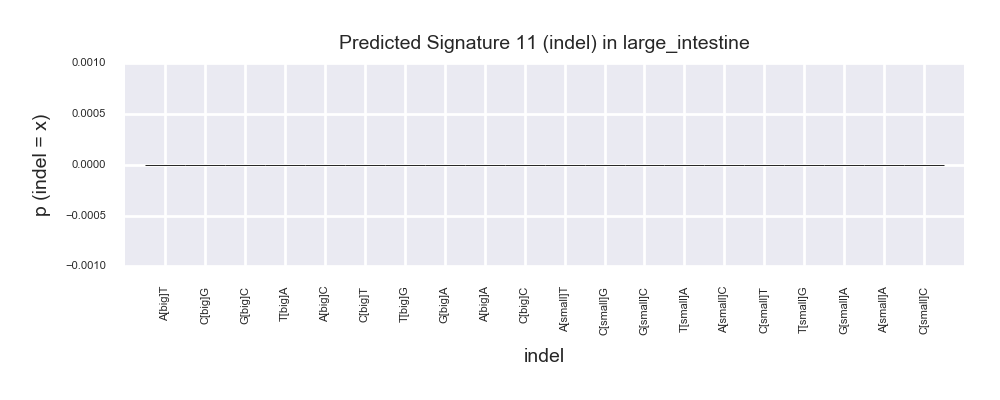 Predicted Signature 11 (indel) in large_intestine
p (indel = x)
0.0010
0.0005
0.0000
−0.0005
−0.0010
A[big]T
C[big]G
G[big]C
T[big]A
A[big]C
C[big]T
T[big]G
G[big]A
A[big]A
C[big]C
A[small]T
C[small]G
G[small]C
T[small]A
A[small]C
C[small]T
T[small]G
G[small]A
A[small]A
C[small]C
indel